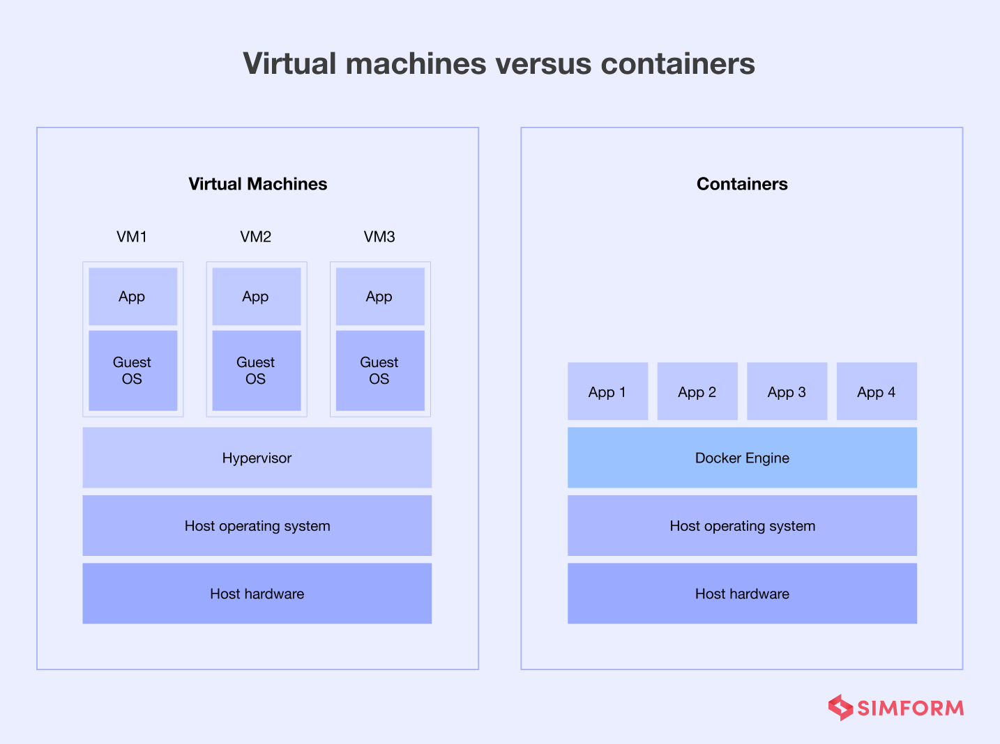 Virtual machines versus containers
Virtual Machines
VM1
VM2
VM3
App
App
App
Guest
OS
Guest
OS
Guest
OS
Hypervisor
Host operating system
Host hardware
Containers
App 1
App 2
App 3
App 4
Docker Engine
Host operating system
Host hardware
SIMFORM